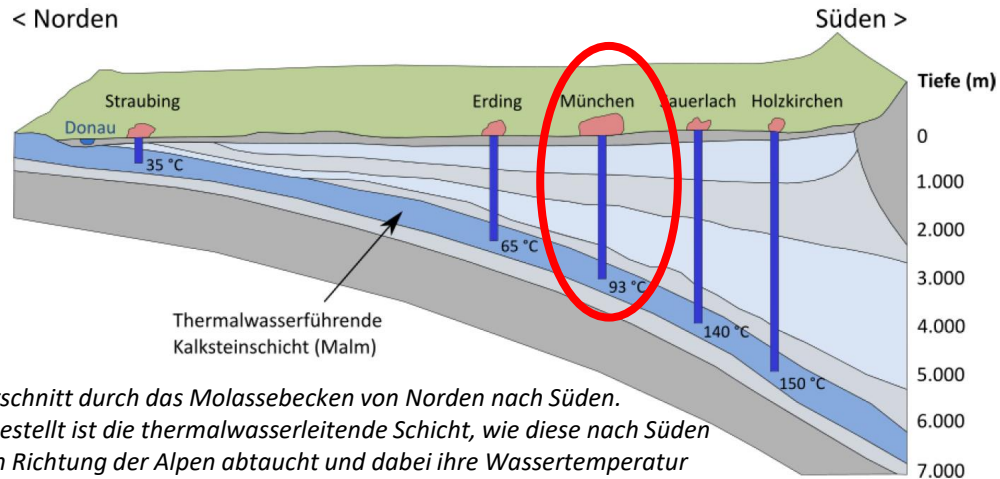 < Norden
Süden >
Tiefe (m)
Straubing
Erding
München
Sauerlach
Holzkirchen
Donau
0
35 °C
1.000
2.000
65 °C
3.000
93 °C
Thermalwasserführende
Kalksteinschicht (Malm)
4.000
140 °C
5.000
150 °C
rschnitt durch das Molassebecken von Norden nach Süden.
estellt ist die thermalwasserleitende Schicht, wie diese nach Süden
n Richtung der Alpen abtaucht und dabei ihre Wassertemperatur
6.000
7.000